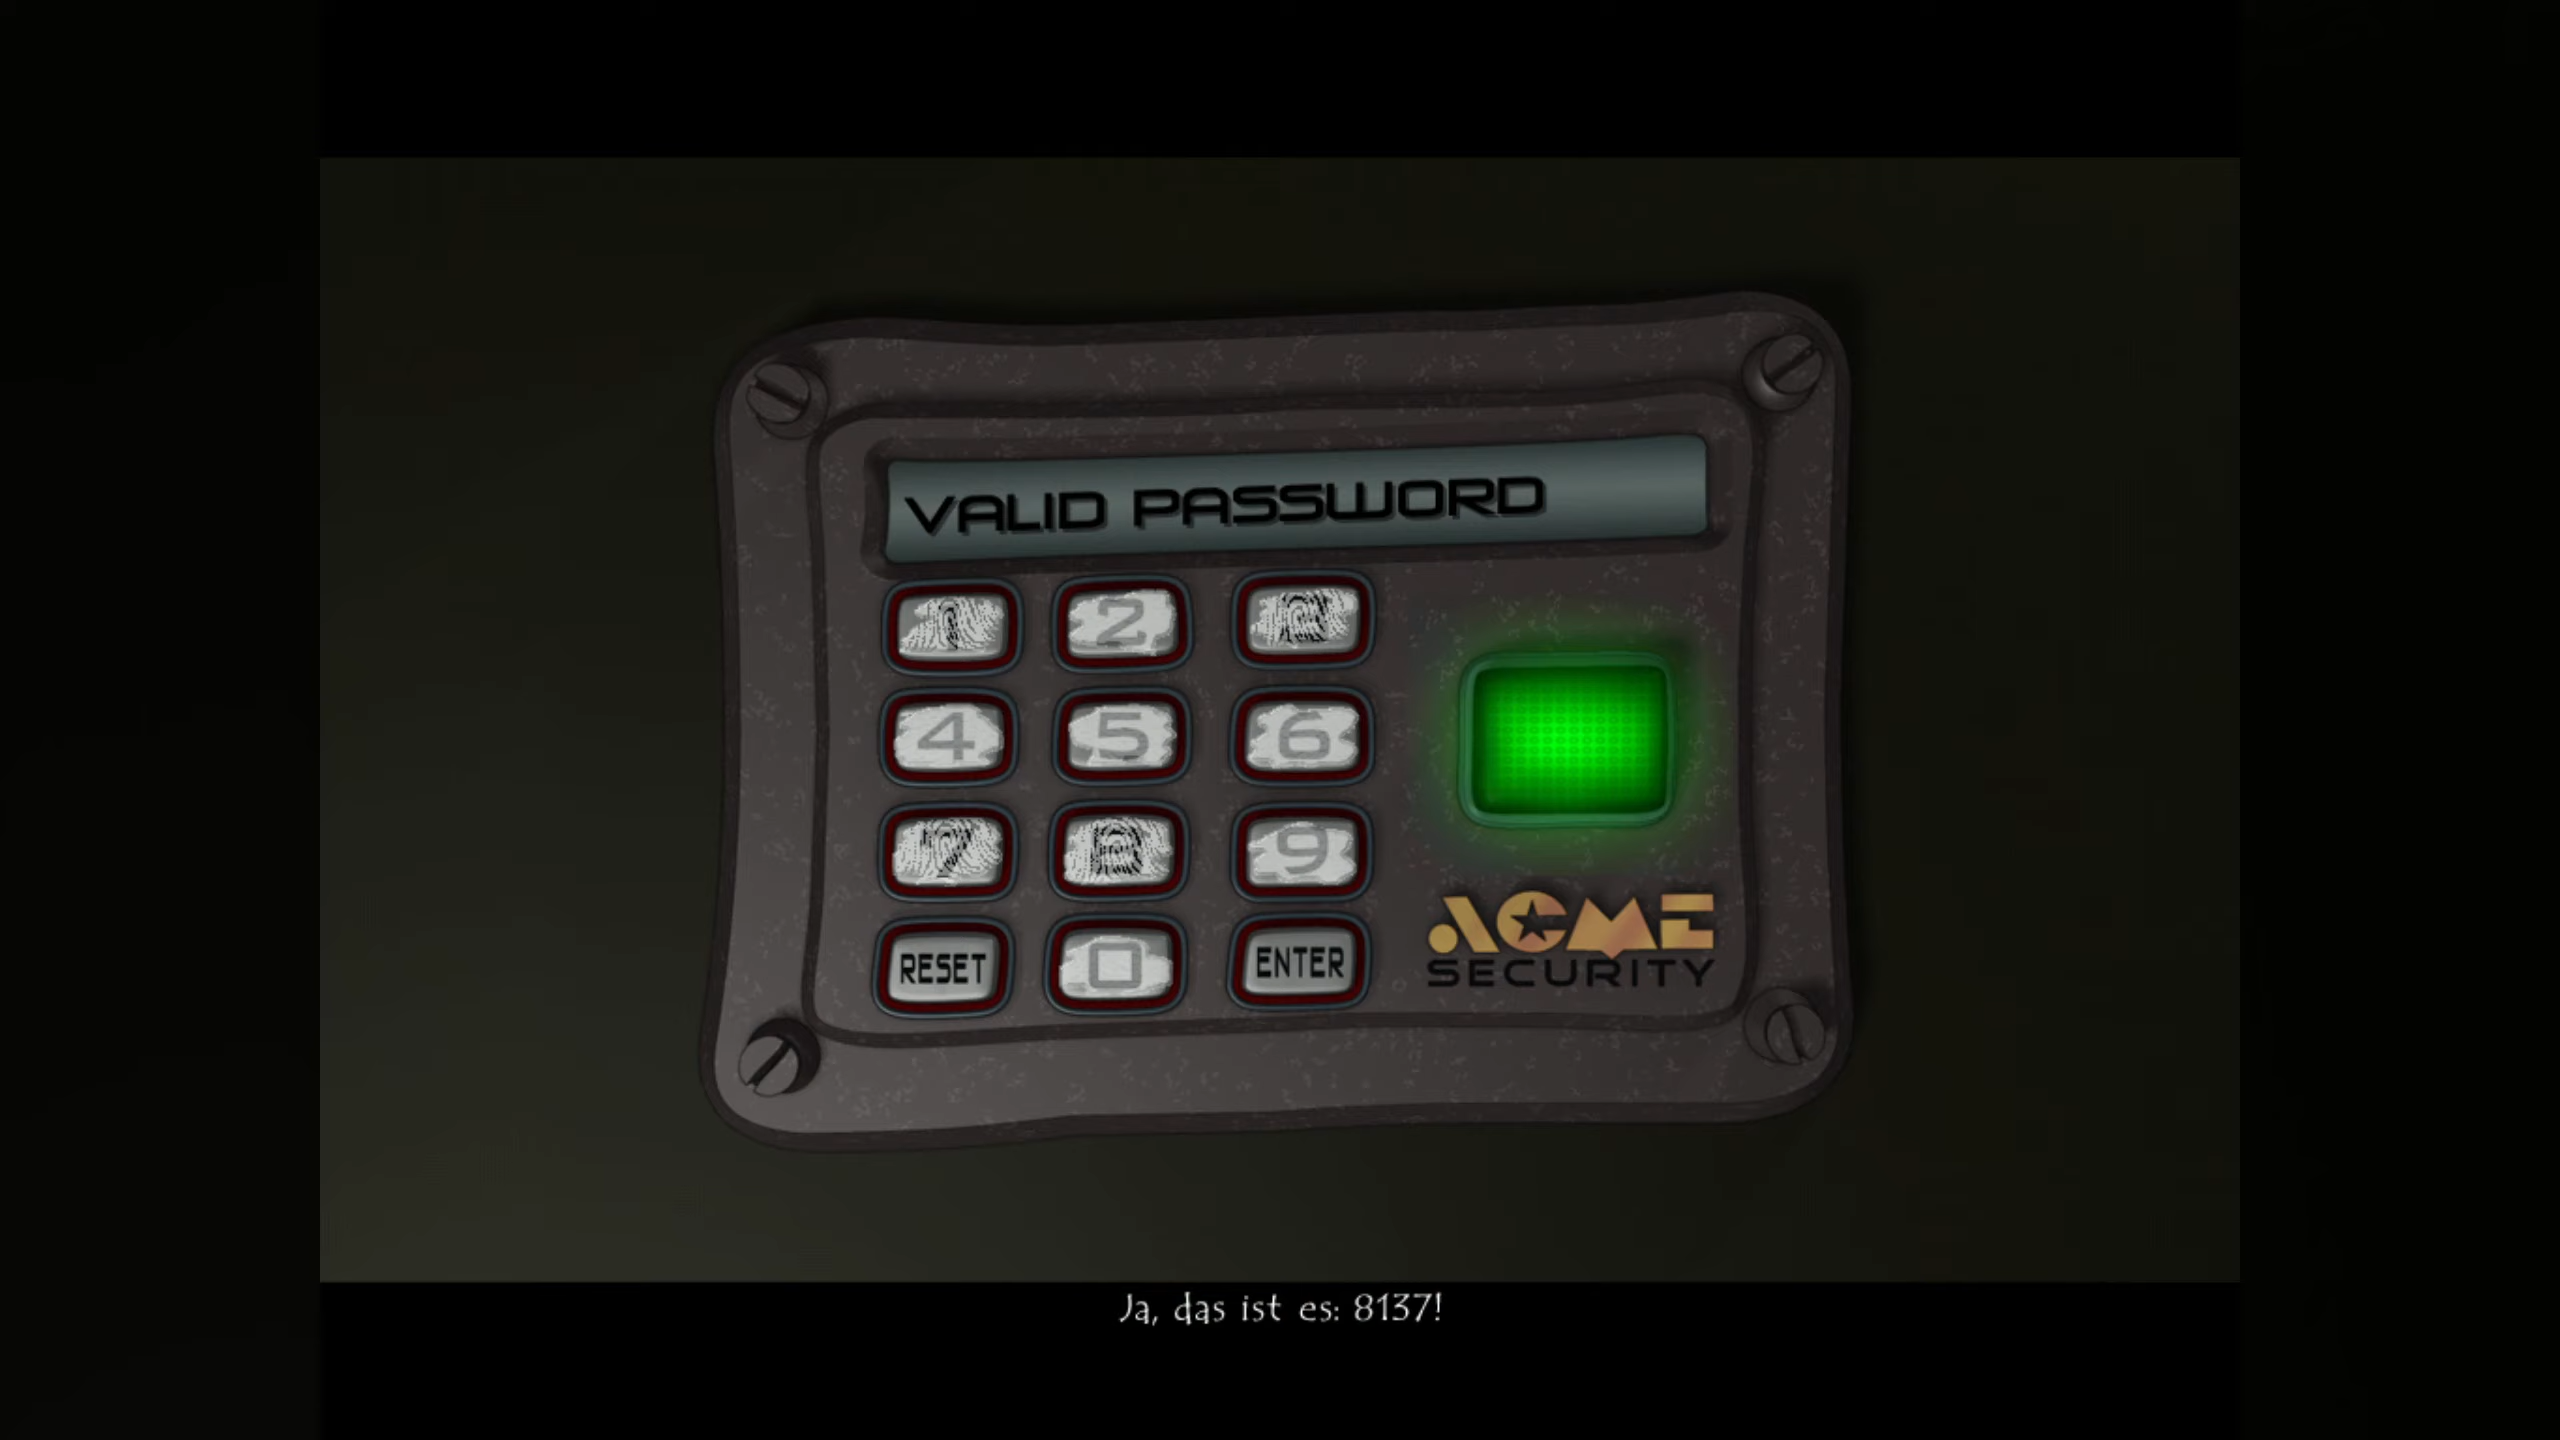 VALID PASSWORD
1 2 3
4 5 6
7 8 9
RESET 0 ENTER
ACME
SECURITY
Ja, das ist es: 8137!